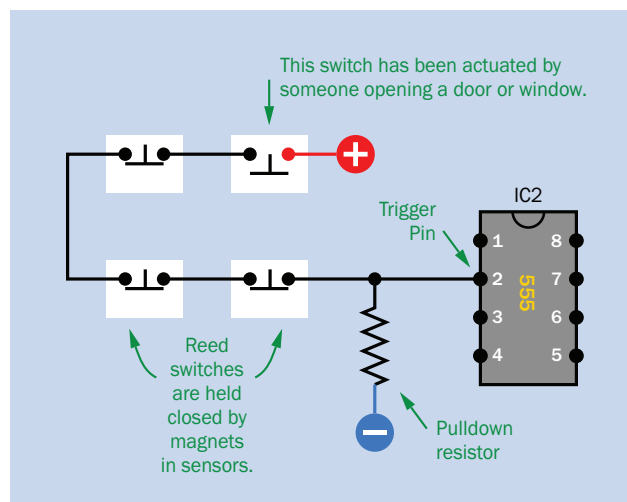 This switch has been actuated by
someone opening a door or window.
+
IC2
Trigger
Pin
1 8
2 7
3 6
4 5
555
Reed
switches
are held
closed by
magnets
in sensors.
−
Pulldown
resistor